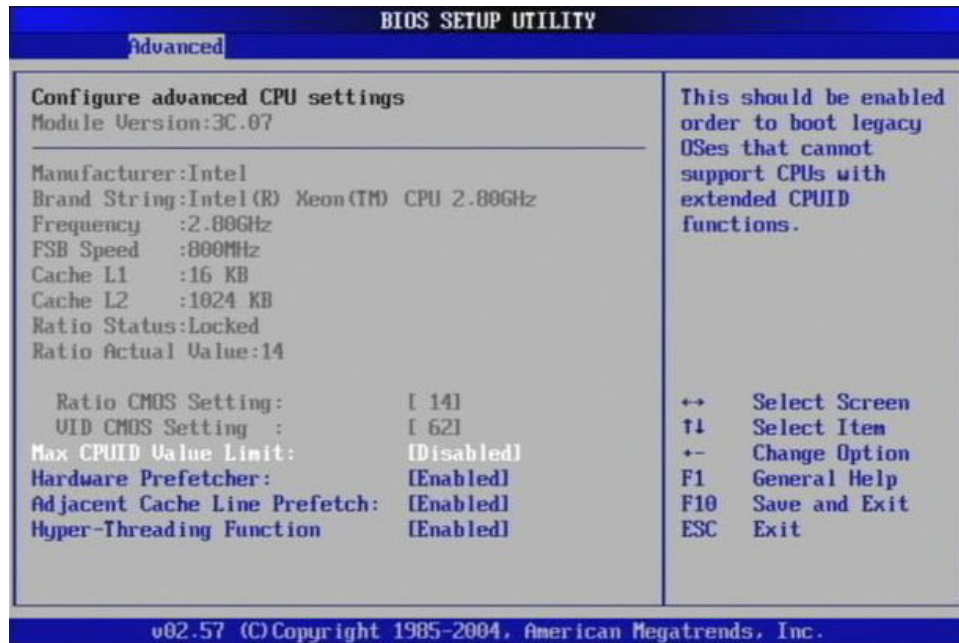 BIOS SETUP UTILITY
Advanced
Configure advanced CPU settings
Module Version:3C.07
Manufacturer:Intel
Brand String:Intel(R) Xeon(TM) CPU 2.80GHz
Frequency :2.80GHz
FSB Speed :800MHz
Cache L1 :16 KB
Cache L2 :1024 KB
Ratio Status:Locked
Ratio Actual Value:14
Ratio CMOS Setting: [ 14]
VID CMOS Setting : [ 62]
Max CPUID Value Limit: [Disabled]
Hardware Prefetcher: [Enabled]
Adjacent Cache Line Prefetch: [Enabled]
Hyper-Threading Function [Enabled]
This should be enabled
order to boot legacy
OSes that cannot
support CPUs with
extended CPUID
functions.
↔ Select Screen
↑↓ Select Item
+- Change Option
F1 General Help
F10 Save and Exit
ESC Exit
v02.57 (C)Copyright 1985-2004, American Megatrends, Inc.